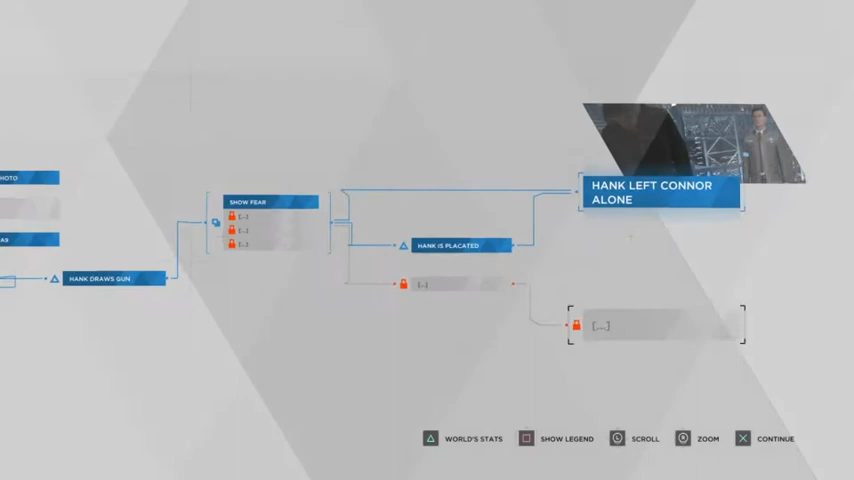 HOTO
A9
HANK DRAWS GUN
SHOW FEAR
[...]
[...]
[...]
HANK IS PLACATED
[...]
HANK LEFT CONNOR
ALONE
[...]
WORLD'S STATS
SHOW LEGEND
L
SCROLL
R
ZOOM
CONTINUE